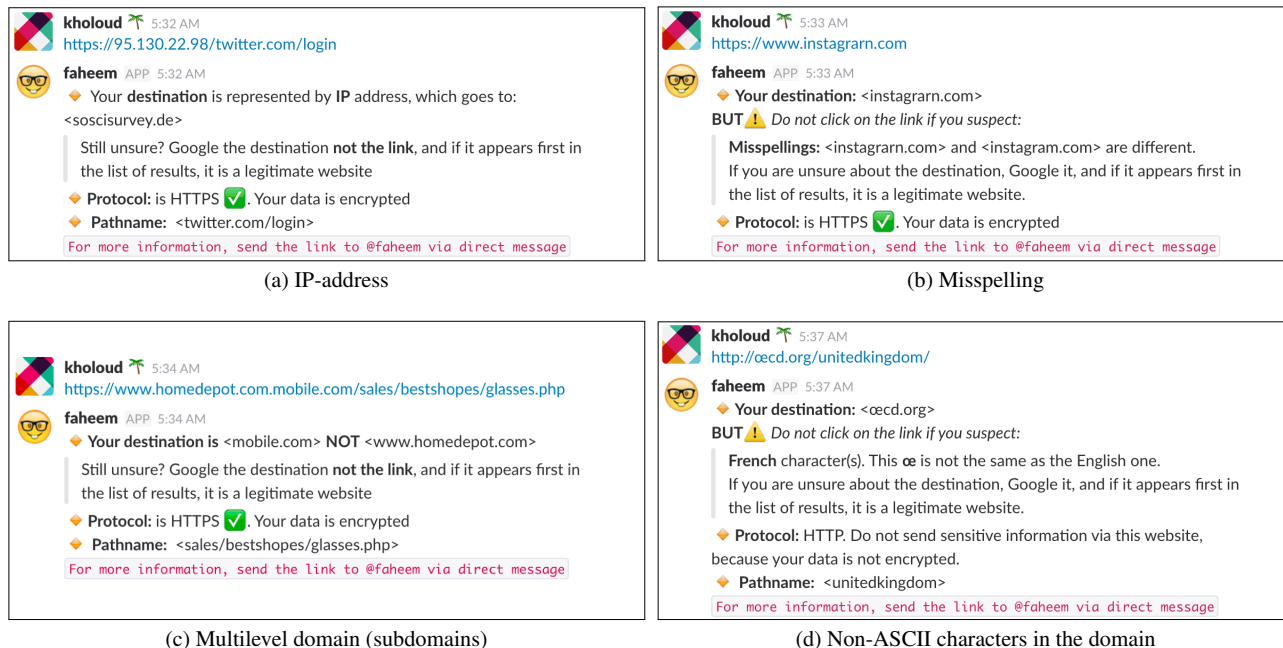 kholoud 🌴 5:32 AM
https://95.130.22.98/twitter.com/login
faheem APP 5:32 AM
🔸 Your destination is represented by IP address, which goes to:
<soscisurvey.de>
Still unsure? Google the destination not the link, and if it appears first in
the list of results, it is a legitimate website
🔸 Protocol: is HTTPS ✅. Your data is encrypted
🔸 Pathname: <twitter.com/login>
For more information, send the link to @faheem via direct message
(a) IP-address
kholoud 🌴 5:33 AM
https://www.instagrarn.com
faheem APP 5:33 AM
🔸 Your destination: <instagrarn.com>
BUT⚠️ Do not click on the link if you suspect:
Misspellings: <instagrarn.com> and <instagram.com> are different.
If you are unsure about the destination, Google it, and if it appears first in
the list of results, it is a legitimate website.
🔸 Protocol: is HTTPS ✅. Your data is encrypted
For more information, send the link to @faheem via direct message
(b) Misspelling
kholoud 🌴 5:34 AM
https://www.homedepot.com.mobile.com/sales/bestshopes/glasses.php
faheem APP 5:34 AM
🔸 Your destination is <mobile.com> NOT <www.homedepot.com>
Still unsure? Google the destination not the link, and if it appears first in
the list of results, it is a legitimate website
🔸 Protocol: is HTTPS ✅. Your data is encrypted
🔸 Pathname: <sales/bestshopes/glasses.php>
For more information, send the link to @faheem via direct message
(c) Multilevel domain (subdomains)
kholoud 🌴 5:37 AM
http://œcd.org/unitedkingdom/
faheem APP 5:37 AM
🔸 Your destination: <œcd.org>
BUT⚠️ Do not click on the link if you suspect:
French character(s). This œ is not the same as the English one.
If you are unsure about the destination, Google it, and if it appears first in
the list of results, it is a legitimate website.
🔸 Protocol: HTTP. Do not send sensitive information via this website,
because your data is not encrypted.
🔸 Pathname: <unitedkingdom>
For more information, send the link to @faheem via direct message
(d) Non-ASCII characters in the domain